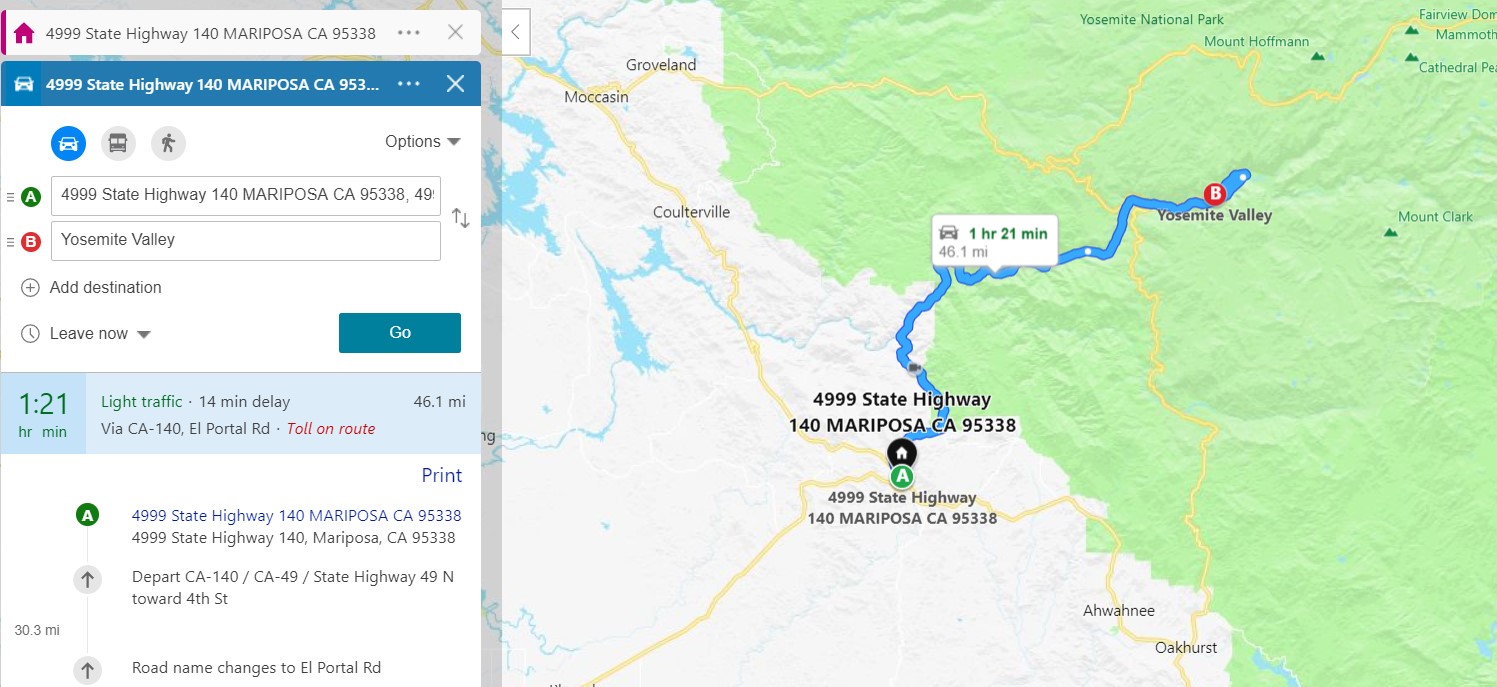 4999 State Highway 140 MARIPOSA CA 95338
4999 State Highway 140 MARIPOSA CA 953...
Options
A
4999 State Highway 140 MARIPOSA CA 95338, 49
B
Yosemite Valley
Add destination
Leave now
Go
1:21
hr min
Light traffic · 14 min delay
46.1 mi
Via CA-140, El Portal Rd · Toll on route
Print
A
4999 State Highway 140 MARIPOSA CA 95338
4999 State Highway 140, Mariposa, CA 95338
Depart CA-140 / CA-49 / State Highway 49 N
toward 4th St
30.3 mi
Road name changes to El Portal Rd
Yosemite National Park
Fairview Dom
Mammoth
Mount Hoffmann
Cathedral Pea
Groveland
Moccasin
Coulterville
B
Yosemite Valley
Mount Clark
1 hr 21 min
46.1 mi
4999 State Highway
140 MARIPOSA CA 95338
A
4999 State Highway
140 MARIPOSA CA 95338
Ahwahnee
Oakhurst